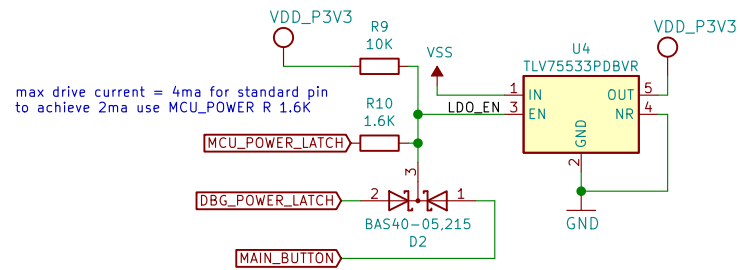 VDD_P3V3
R9
10K
VDD_P3V3
VSS
U4
TLV75533PDBVR
max drive current = 4ma for standard pin
to achieve 2ma use MCU_POWER R 1.6K
R10
1.6K
1 IN OUT 5
LDO_EN 3 EN NR 4
GND
2
MCU_POWER_LATCH
3
DBG_POWER_LATCH 2 1
GND
BAS40-05,215
D2
MAIN_BUTTON